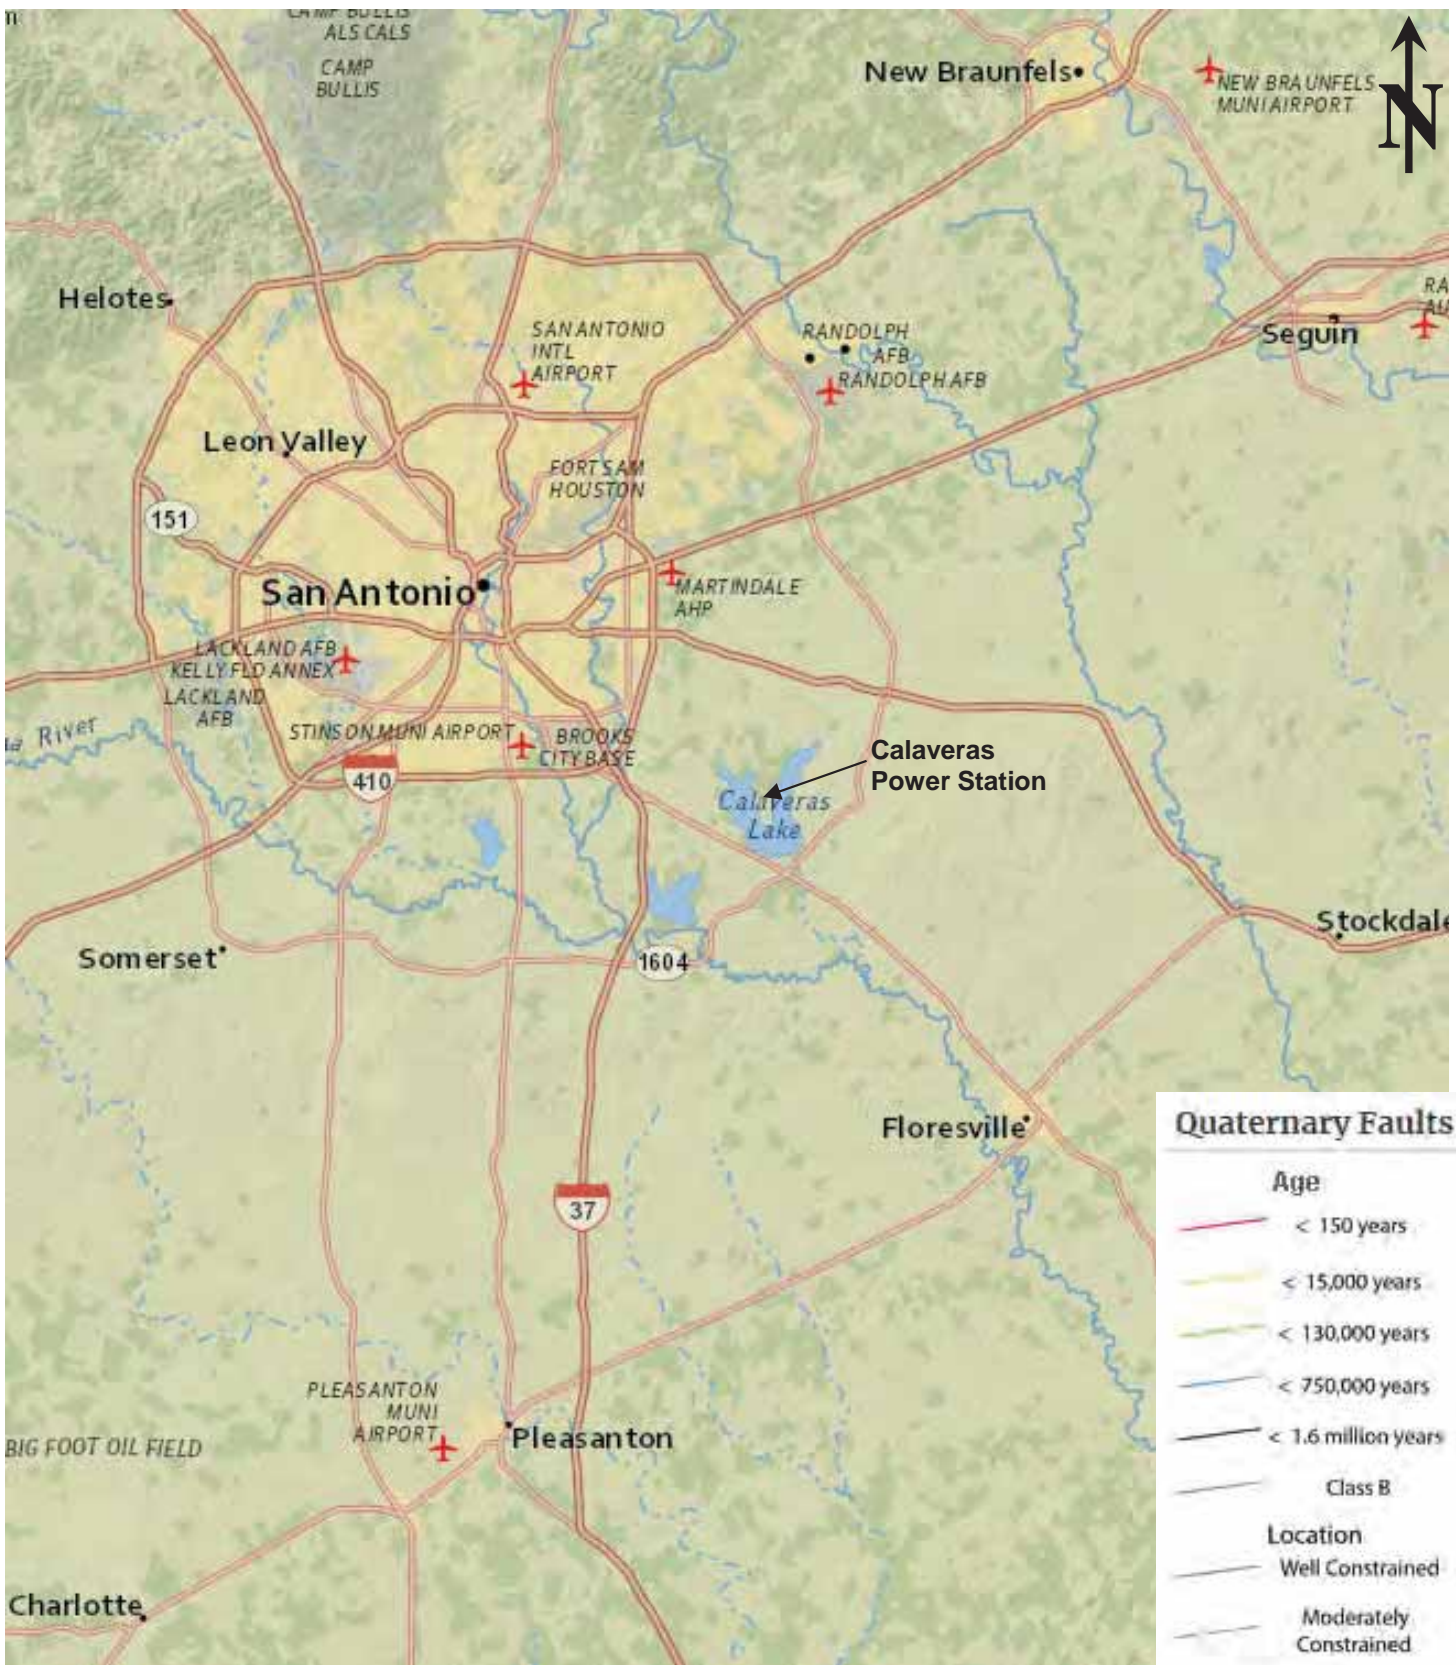 CAMP BULLIS
ALS CALS
CAMP
BULLIS
New Braunfels
NEW BRAUNFELS
MUNI AIRPORT
N
Helotes
SAN ANTONIO
INTL
AIRPORT
RANDOLPH
AFB
RANDOLPH AFB
Seguin
RA
AU
Leon Valley
FORT SAM
HOUSTON
151
San Antonio
MARTINDALE
AHP
LACKLAND AFB
KELLY FLD ANNEX
LACKLAND
AFB
River
STINSON MUNI AIRPORT
BROOKS
CITY BASE
410
Calaveras
Power Station
Calaveras
Lake
Somerset
1604
Stockdale
Floresville
37
PLEASANTON
MUNI
AIRPORT
Pleasanton
BIG FOOT OIL FIELD
Charlotte
Quaternary Faults
Age
< 150 years
< 15,000 years
< 130,000 years
< 750,000 years
< 1.6 million years
Class B
Location
Well Constrained
Moderately
Constrained